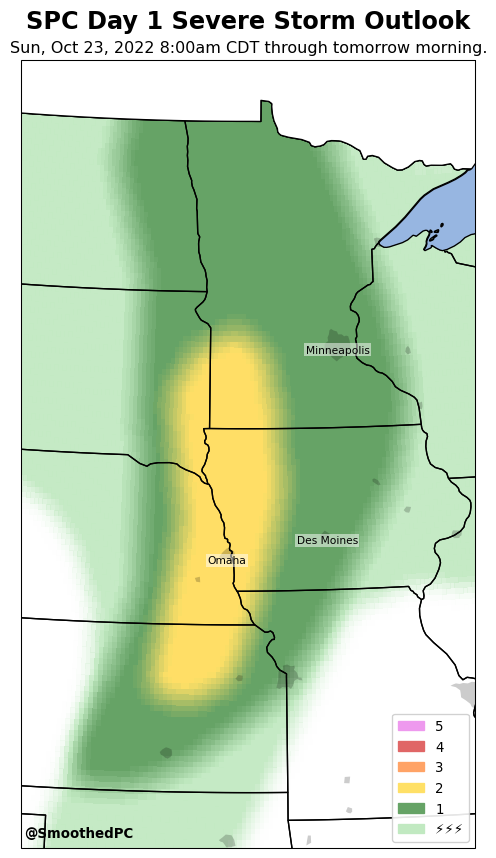 SPC Day 1 Severe Storm Outlook
Sun, Oct 23, 2022 8:00am CDT through tomorrow morning.
Minneapolis
Des Moines
Omaha
5
4
3
2
1
⚡⚡⚡
@SmoothedPC